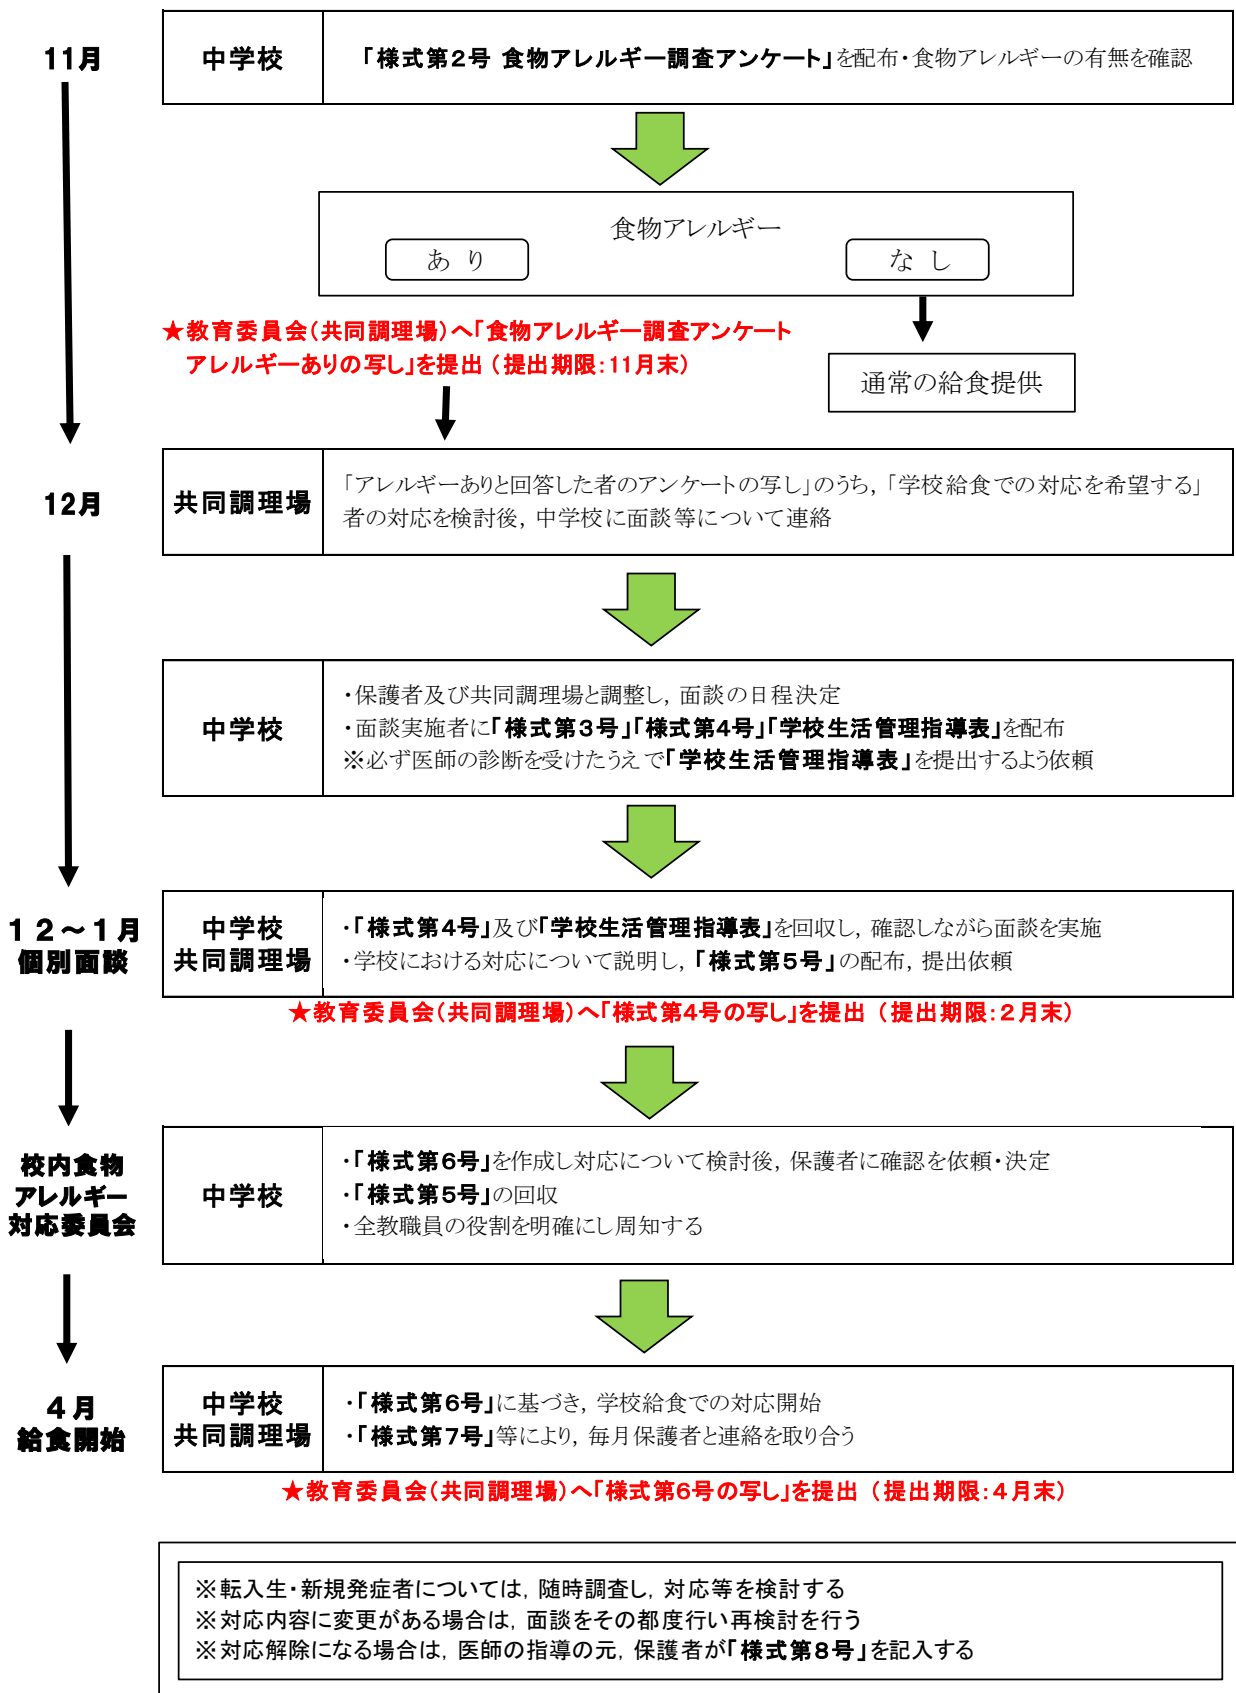 11月
中学校
「様式第2号 食物アレルギー調査アンケート」を配布・食物アレルギーの有無を確認
食物アレルギー
あ り
な し
★教育委員会(共同調理場)へ「食物アレルギー調査アンケート
アレルギーありの写し」を提出（提出期限:11月末）
通常の給食提供
12月
共同調理場
「アレルギーありと回答した者のアンケートの写し」のうち,「学校給食での対応を希望する」
者の対応を検討後, 中学校に面談等について連絡
中学校
・保護者及び共同調理場と調整し, 面談の日程決定
・面談実施者に「様式第3号」「様式第4号」「学校生活管理指導表」を配布
※必ず医師の診断を受けたうえで「学校生活管理指導表」を提出するよう依頼
１２～１月
個別面談
中学校
共同調理場
・「様式第4号」及び「学校生活管理指導表」を回収し, 確認しながら面談を実施
・学校における対応について説明し,「様式第5号」の配布, 提出依頼
★教育委員会(共同調理場)へ「様式第4号の写し」を提出（提出期限:2月末）
校内食物
アレルギー
対応委員会
中学校
・「様式第6号」を作成し対応について検討後, 保護者に確認を依頼・決定
・「様式第5号」の回収
・全教職員の役割を明確にし周知する
４月
給食開始
中学校
共同調理場
・「様式第6号」に基づき, 学校給食での対応開始
・「様式第7号」等により, 毎月保護者と連絡を取り合う
★教育委員会(共同調理場)へ「様式第6号の写し」を提出（提出期限:4月末）
※転入生・新規発症者については, 随時調査し, 対応等を検討する
※対応内容に変更がある場合は, 面談をその都度行い再検討を行う
※対応解除になる場合は, 医師の指導の元, 保護者が「様式第8号」を記入する